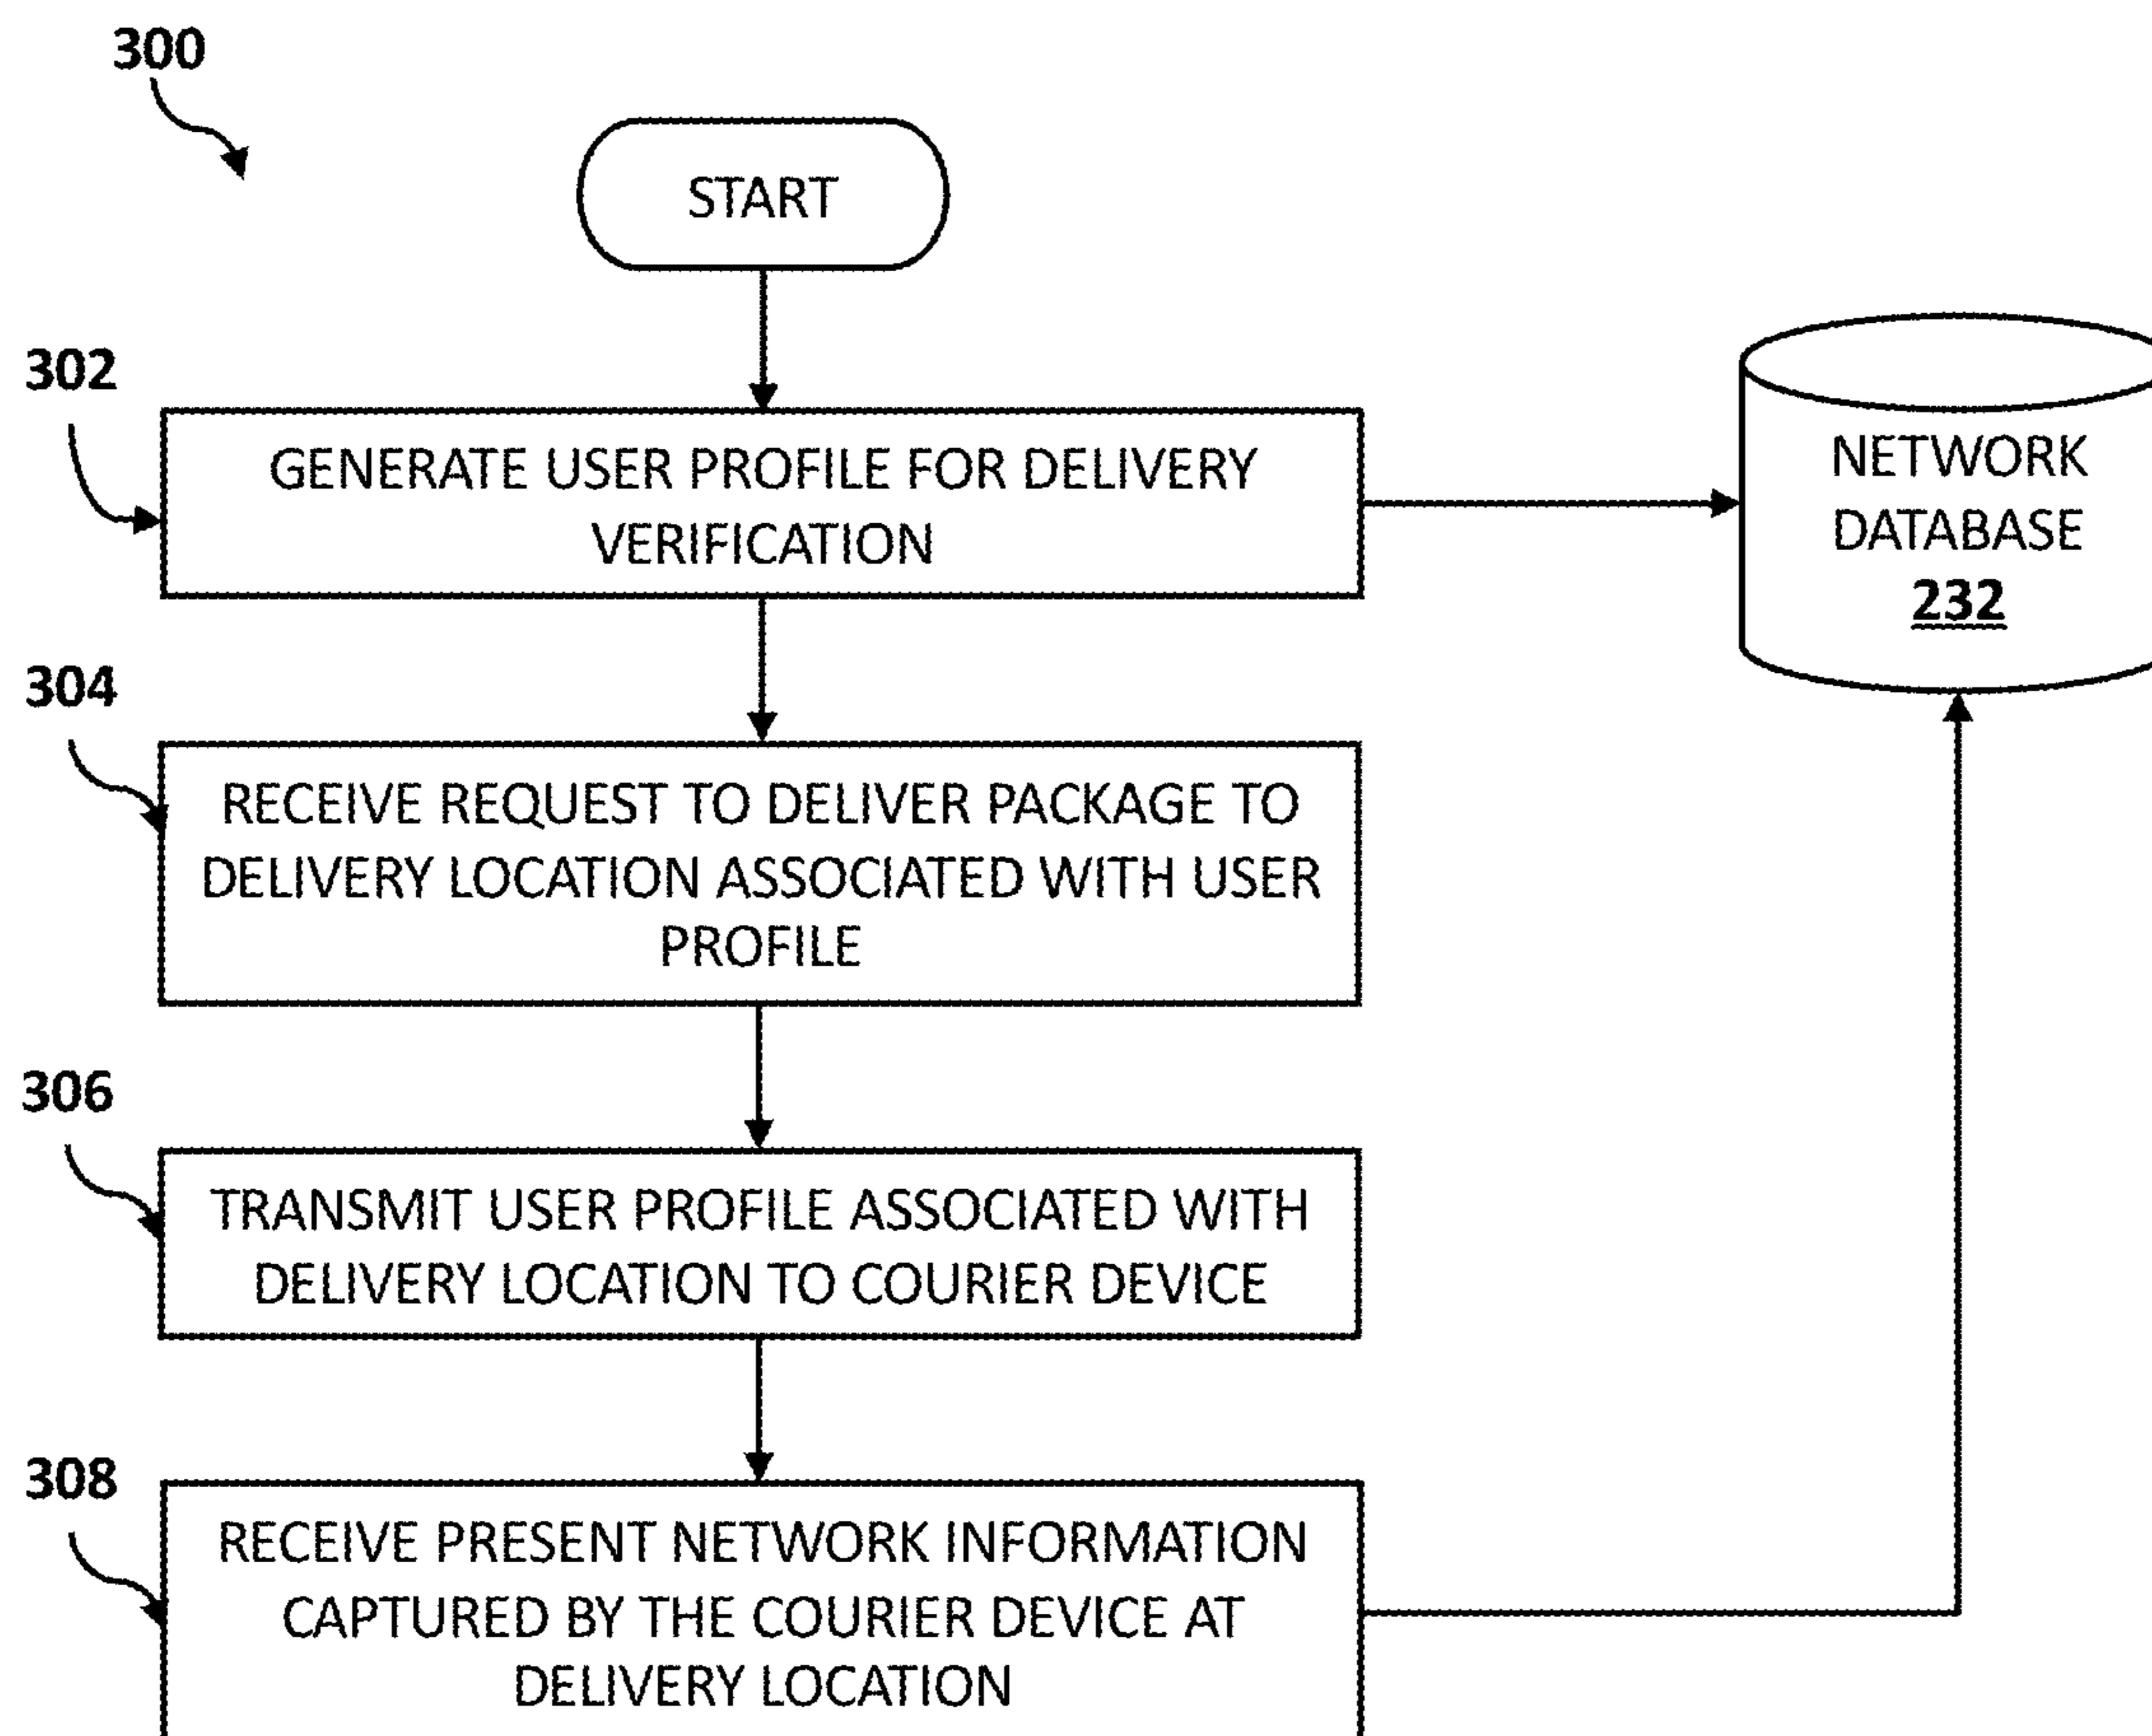 300
START
302
GENERATE USER PROFILE FOR DELIVERY
VERIFICATION
NETWORK
DATABASE
232
304
RECEIVE REQUEST TO DELIVER PACKAGE TO
DELIVERY LOCATION ASSOCIATED WITH USER
PROFILE
306
TRANSMIT USER PROFILE ASSOCIATED WITH
DELIVERY LOCATION TO COURIER DEVICE
308
RECEIVE PRESENT NETWORK INFORMATION
CAPTURED BY THE COURIER DEVICE AT
DELIVERY LOCATION